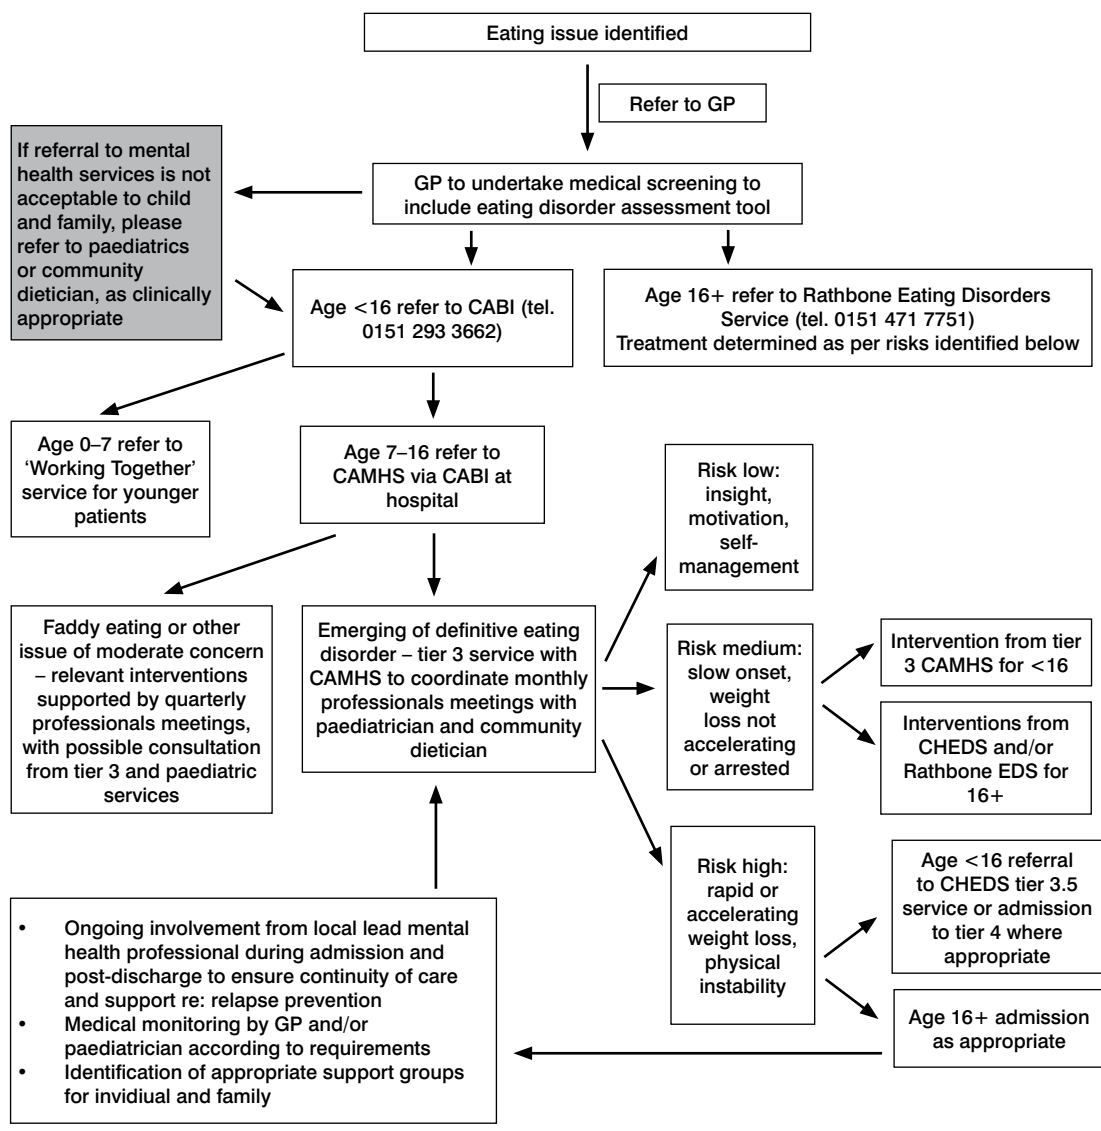 Eating issue identified
Refer to GP
If referral to mental
health services is not
acceptable to child
and family, please
refer to paediatrics
or community
dietician, as clinically
appropriate
GP to undertake medical screening to
include eating disorder assessment tool
Age <16 refer to CABI (tel.
0151 293 3662)
Age 16+ refer to Rathbone Eating Disorders
Service (tel. 0151 471 7751)
Treatment determined as per risks identified below
Age 0–7 refer to
‘Working Together’
service for younger
patients
Age 7–16 refer to
CAMHS via CABI at
hospital
Risk low:
insight,
motivation,
self-
management
Faddy eating or other
issue of moderate concern
– relevant interventions
supported by quarterly
professionals meetings,
with possible consultation
from tier 3 and paediatric
services
Emerging of definitive eating
disorder – tier 3 service with
CAMHS to coordinate monthly
professionals meetings with
paediatrician and community
dietician
Risk medium:
slow onset,
weight
loss not
accelerating
or arrested
Intervention from tier
3 CAMHS for <16
Interventions from
CHEDS and/or
Rathbone EDS for
16+
Risk high:
rapid or
accelerating
weight loss,
physical
instability
Age <16 referral
to CHEDS tier 3.5
service or admission
to tier 4 where
appropriate
Age 16+ admission
as appropriate
• Ongoing involvement from local lead mental
health professional during admission and
post-discharge to ensure continuity of care
and support re: relapse prevention
• Medical monitoring by GP and/or
paediatrician according to requirements
• Identification of appropriate support groups
for invidiual and family